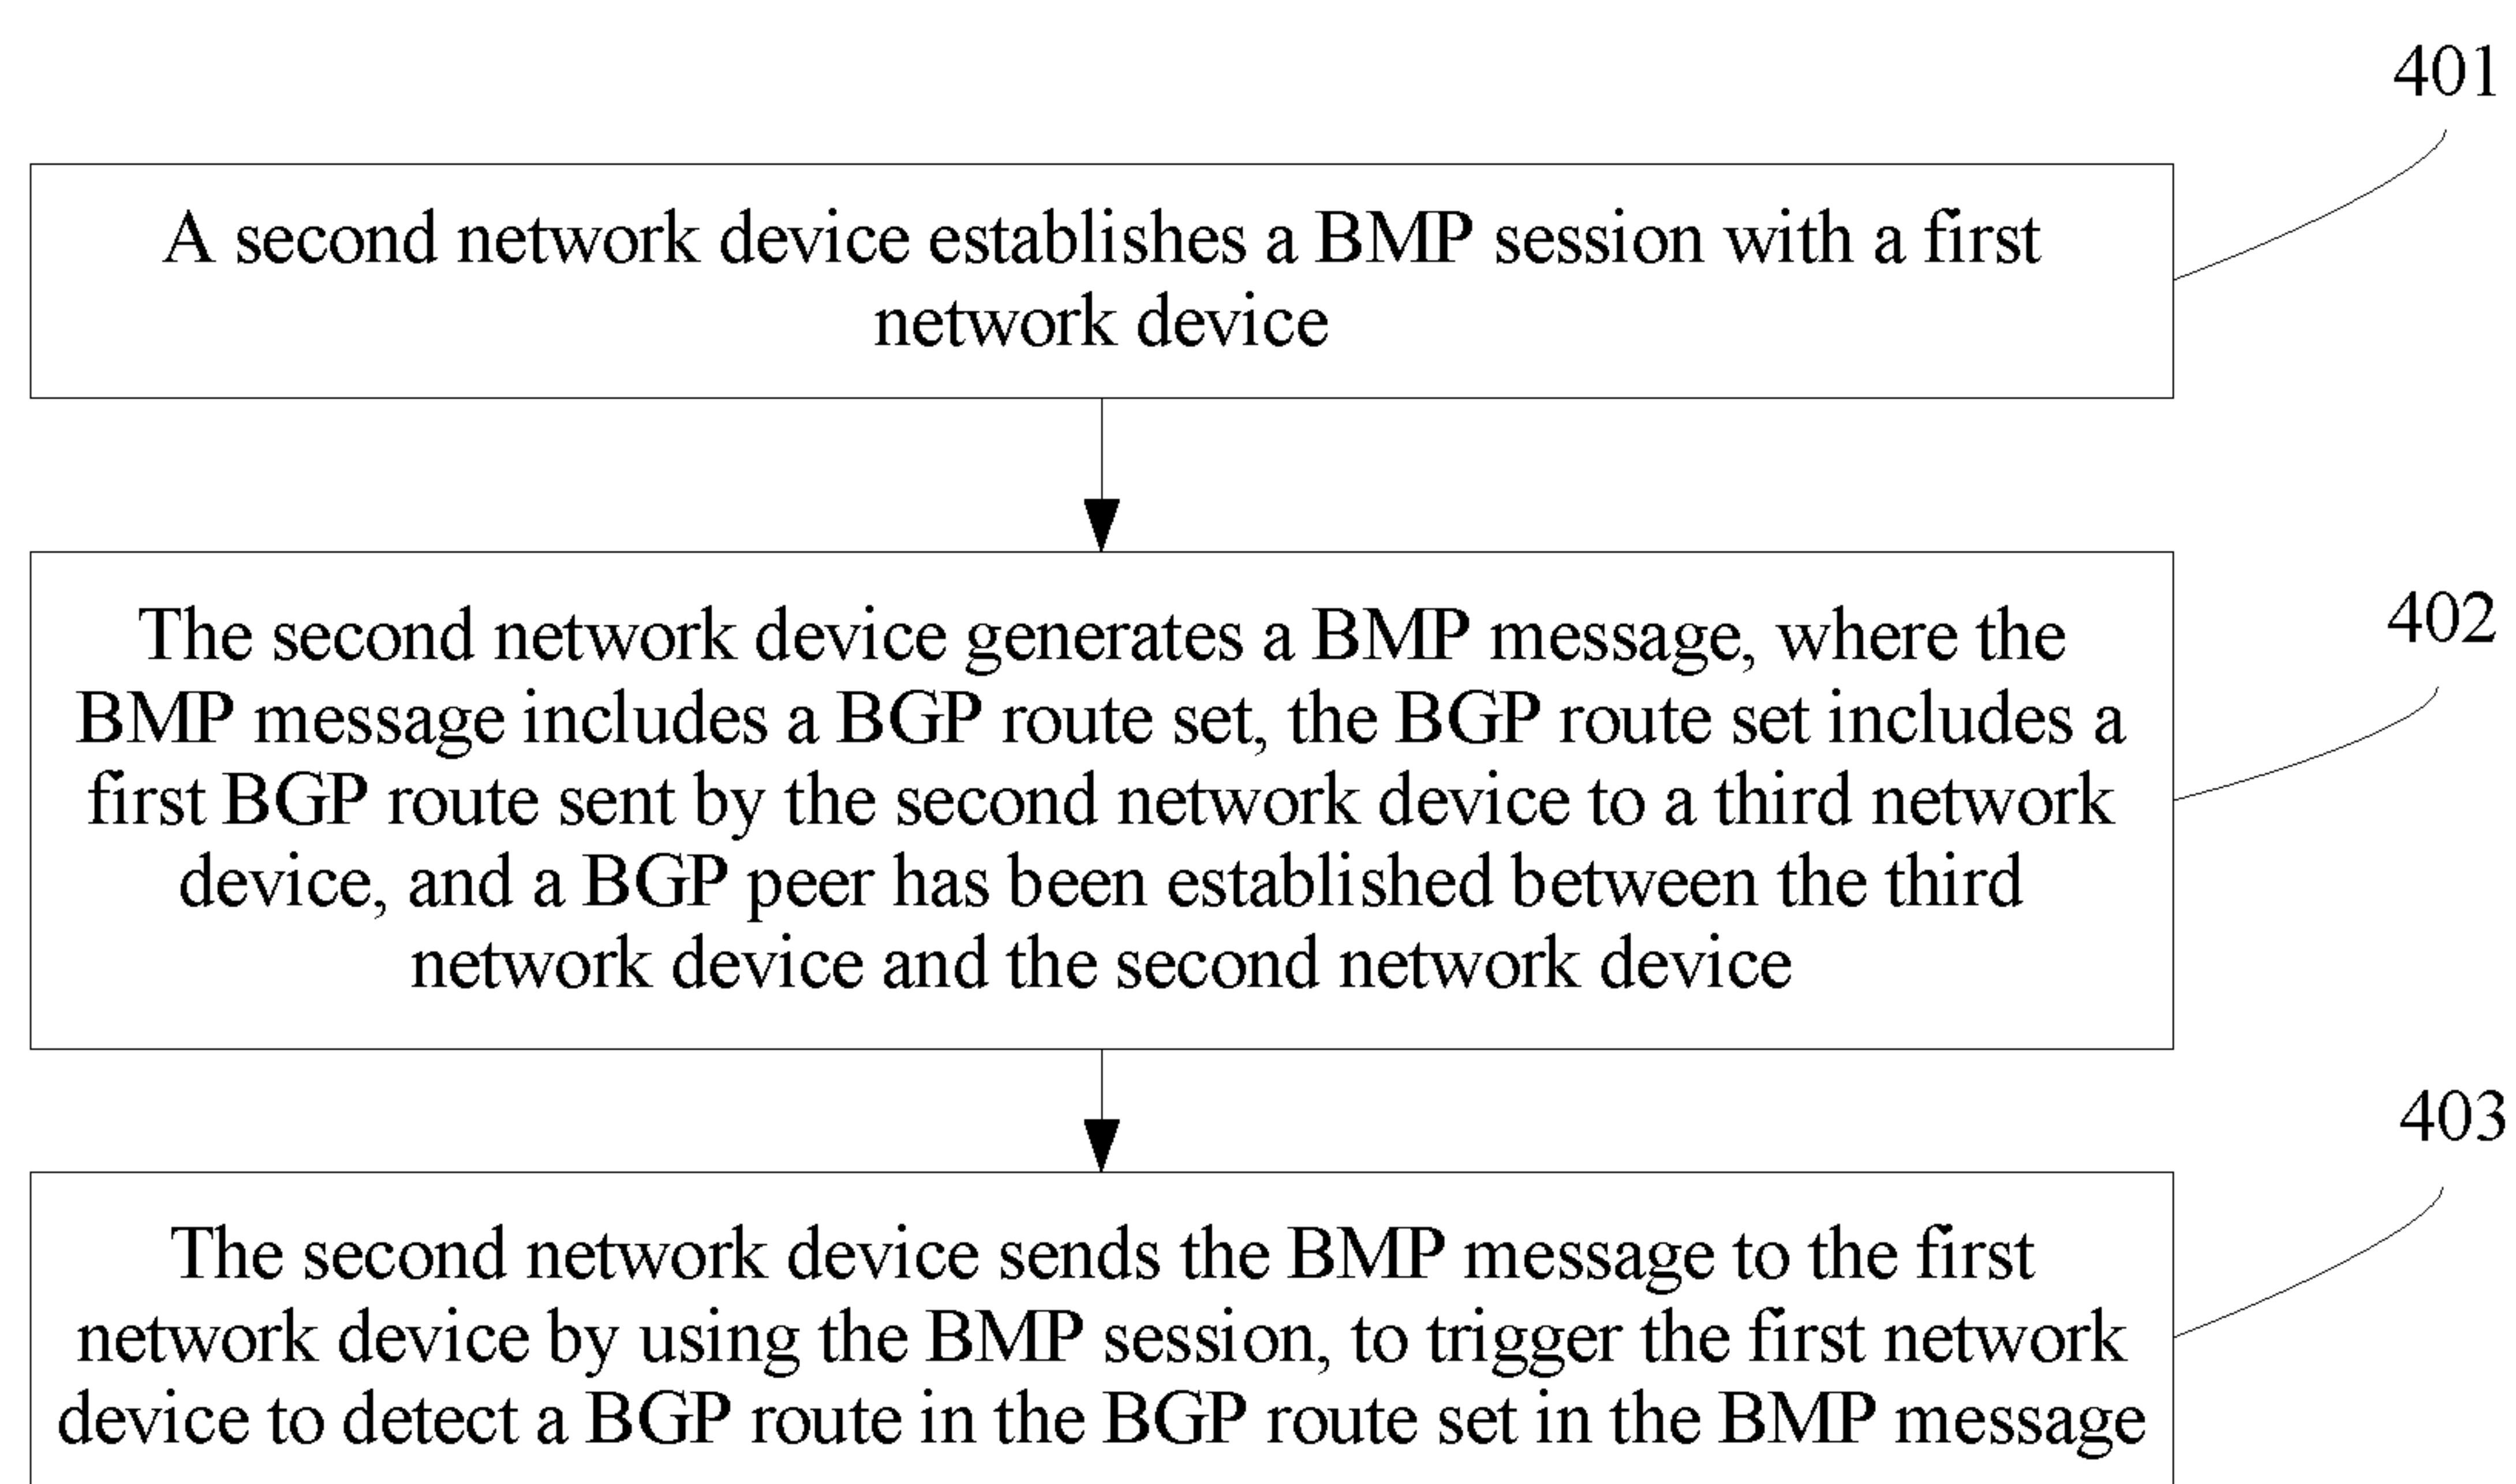 401
A second network device establishes a BMP session with a first
network device
402
The second network device generates a BMP message, where the
BMP message includes a BGP route set, the BGP route set includes a
first BGP route sent by the second network device to a third network
device, and a BGP peer has been established between the third
network device and the second network device
403
The second network device sends the BMP message to the first
network device by using the BMP session, to trigger the first network
device to detect a BGP route in the BGP route set in the BMP message